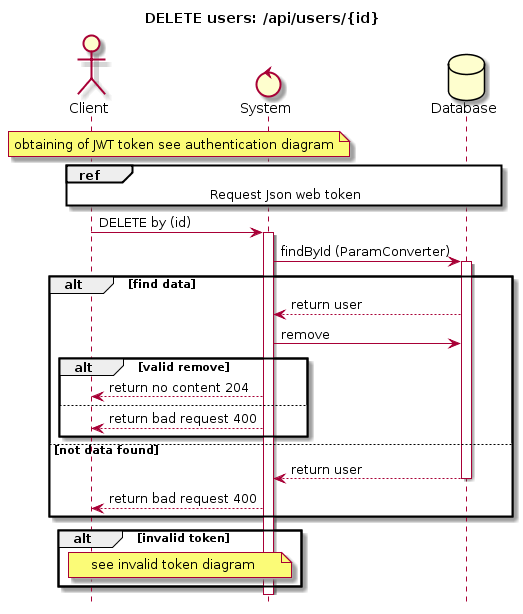 DELETE users: /api/users/{id}
Client
System
Database
obtaining of JWT token see authentication diagram
ref
Request Json web token
DELETE by (id)
findById (ParamConverter)
alt [find data]
return user
remove
alt [valid remove]
return no content 204
return bad request 400
[not data found]
return user
return bad request 400
alt [invalid token]
see invalid token diagram